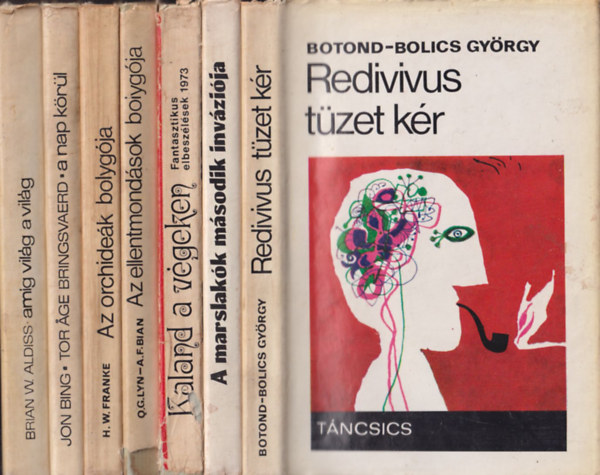 BRIAN W. ALDISS: amíg világ a világ
JON BING • TOR ÅGE BRINGSVAERD • a nap körül
H. W. FRANKE Az orchideák bolygója
Q.G.LYN–A.F.BIAN Az ellentmondások bolygója
Kaland a végeken
Fantasztikus
elbeszélések 1973
A marslakók második inváziója
BOTOND-BOLICS GYÖRGY Redivivus tüzet kér
BOTOND-BOLICS GYÖRGY
Redivivus
tüzet kér
TÁNCSICS